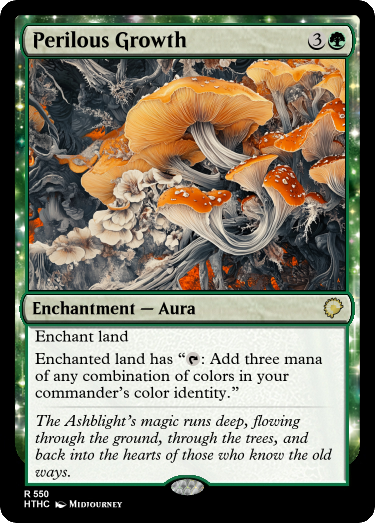 Perilous Growth 3
Enchantment — Aura
Enchant land
Enchanted land has “: Add three mana
of any combination of colors in your
commander’s color identity.”
The Ashblight’s magic runs deep, flowing
through the ground, through the trees, and
back into the hearts of those who know the old
ways.
R 550
HTHC Midjourney